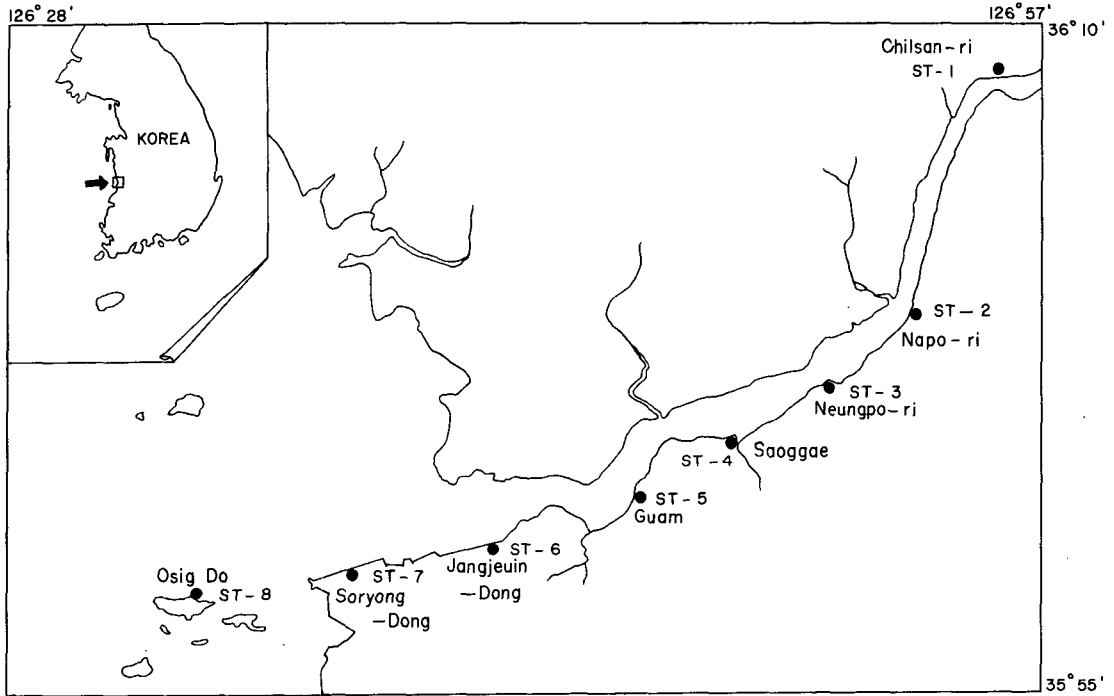 126° 28'
126° 57'
36° 10'
Chilsan-ri
ST-1
KOREA
ST-2
Napo-ri
ST-3
Neungpo-ri
Saoggae
ST-4
ST-5
Guam
ST-6
Jangjeuin
-Dong
ST-7
Soryong
-Dong
Osig Do
ST-8
35° 55'